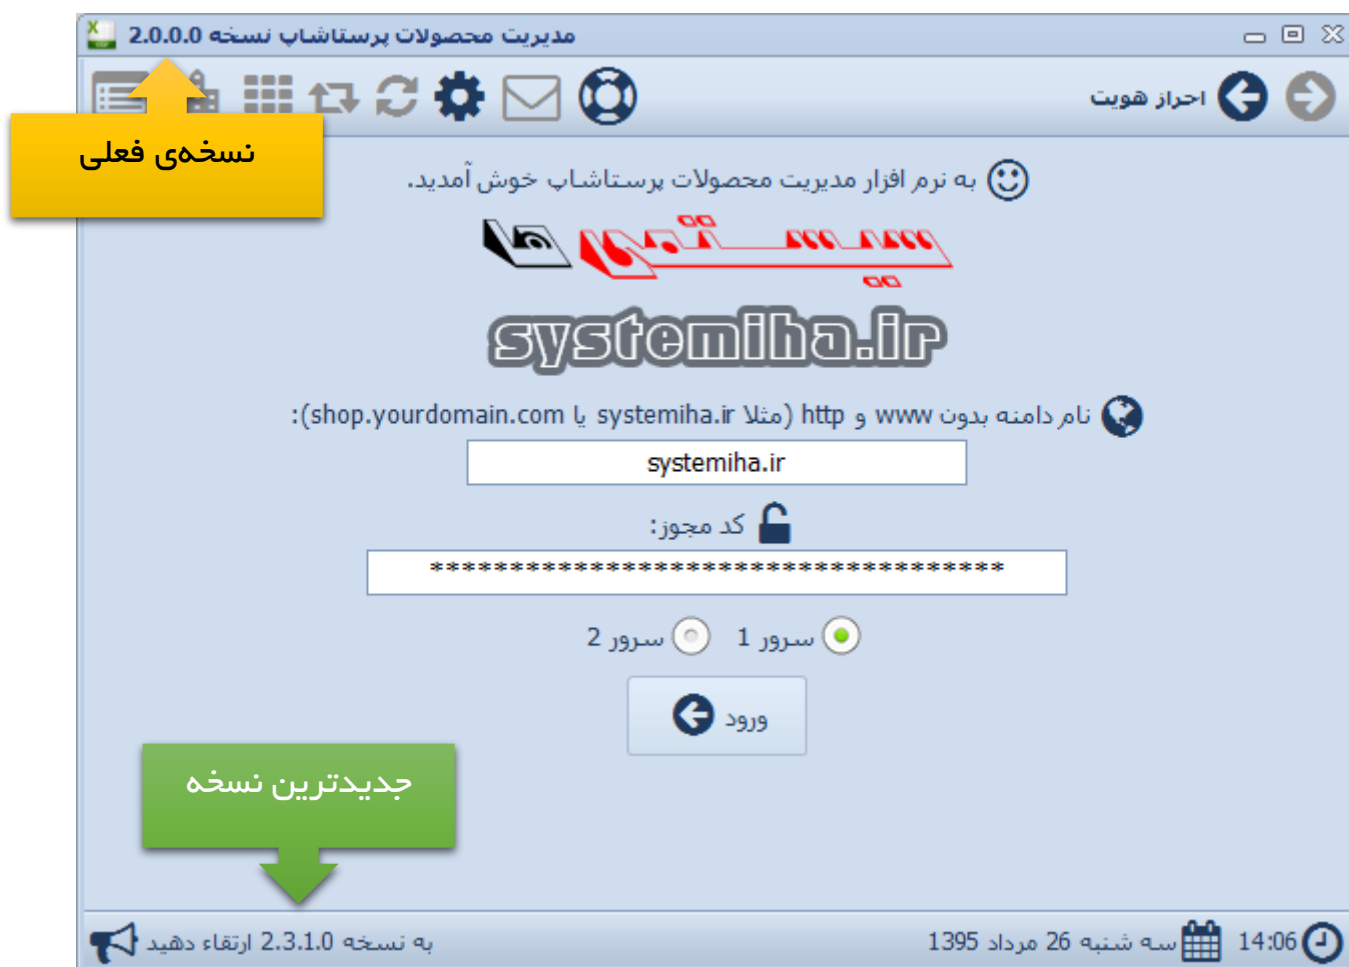 مدیریت محصولات پرستاشاپ نسخه 2.0.0.0
احراز هویت
نسخه‌ی فعلی
به نرم افزار مدیریت محصولات پرستاشاپ خوش آمدید.
سیستمی ها
systemiha.ir
نام دامنه بدون www و http (مثلا systemiha.ir یا shop.yourdomain.com):
systemiha.ir
کد مجوز:
************************************
سرور 1 سرور 2
ورود
جدیدترین نسخه
14:06 سه شنبه 26 مرداد 1395 به نسخه 2.3.1.0 ارتقاء دهید